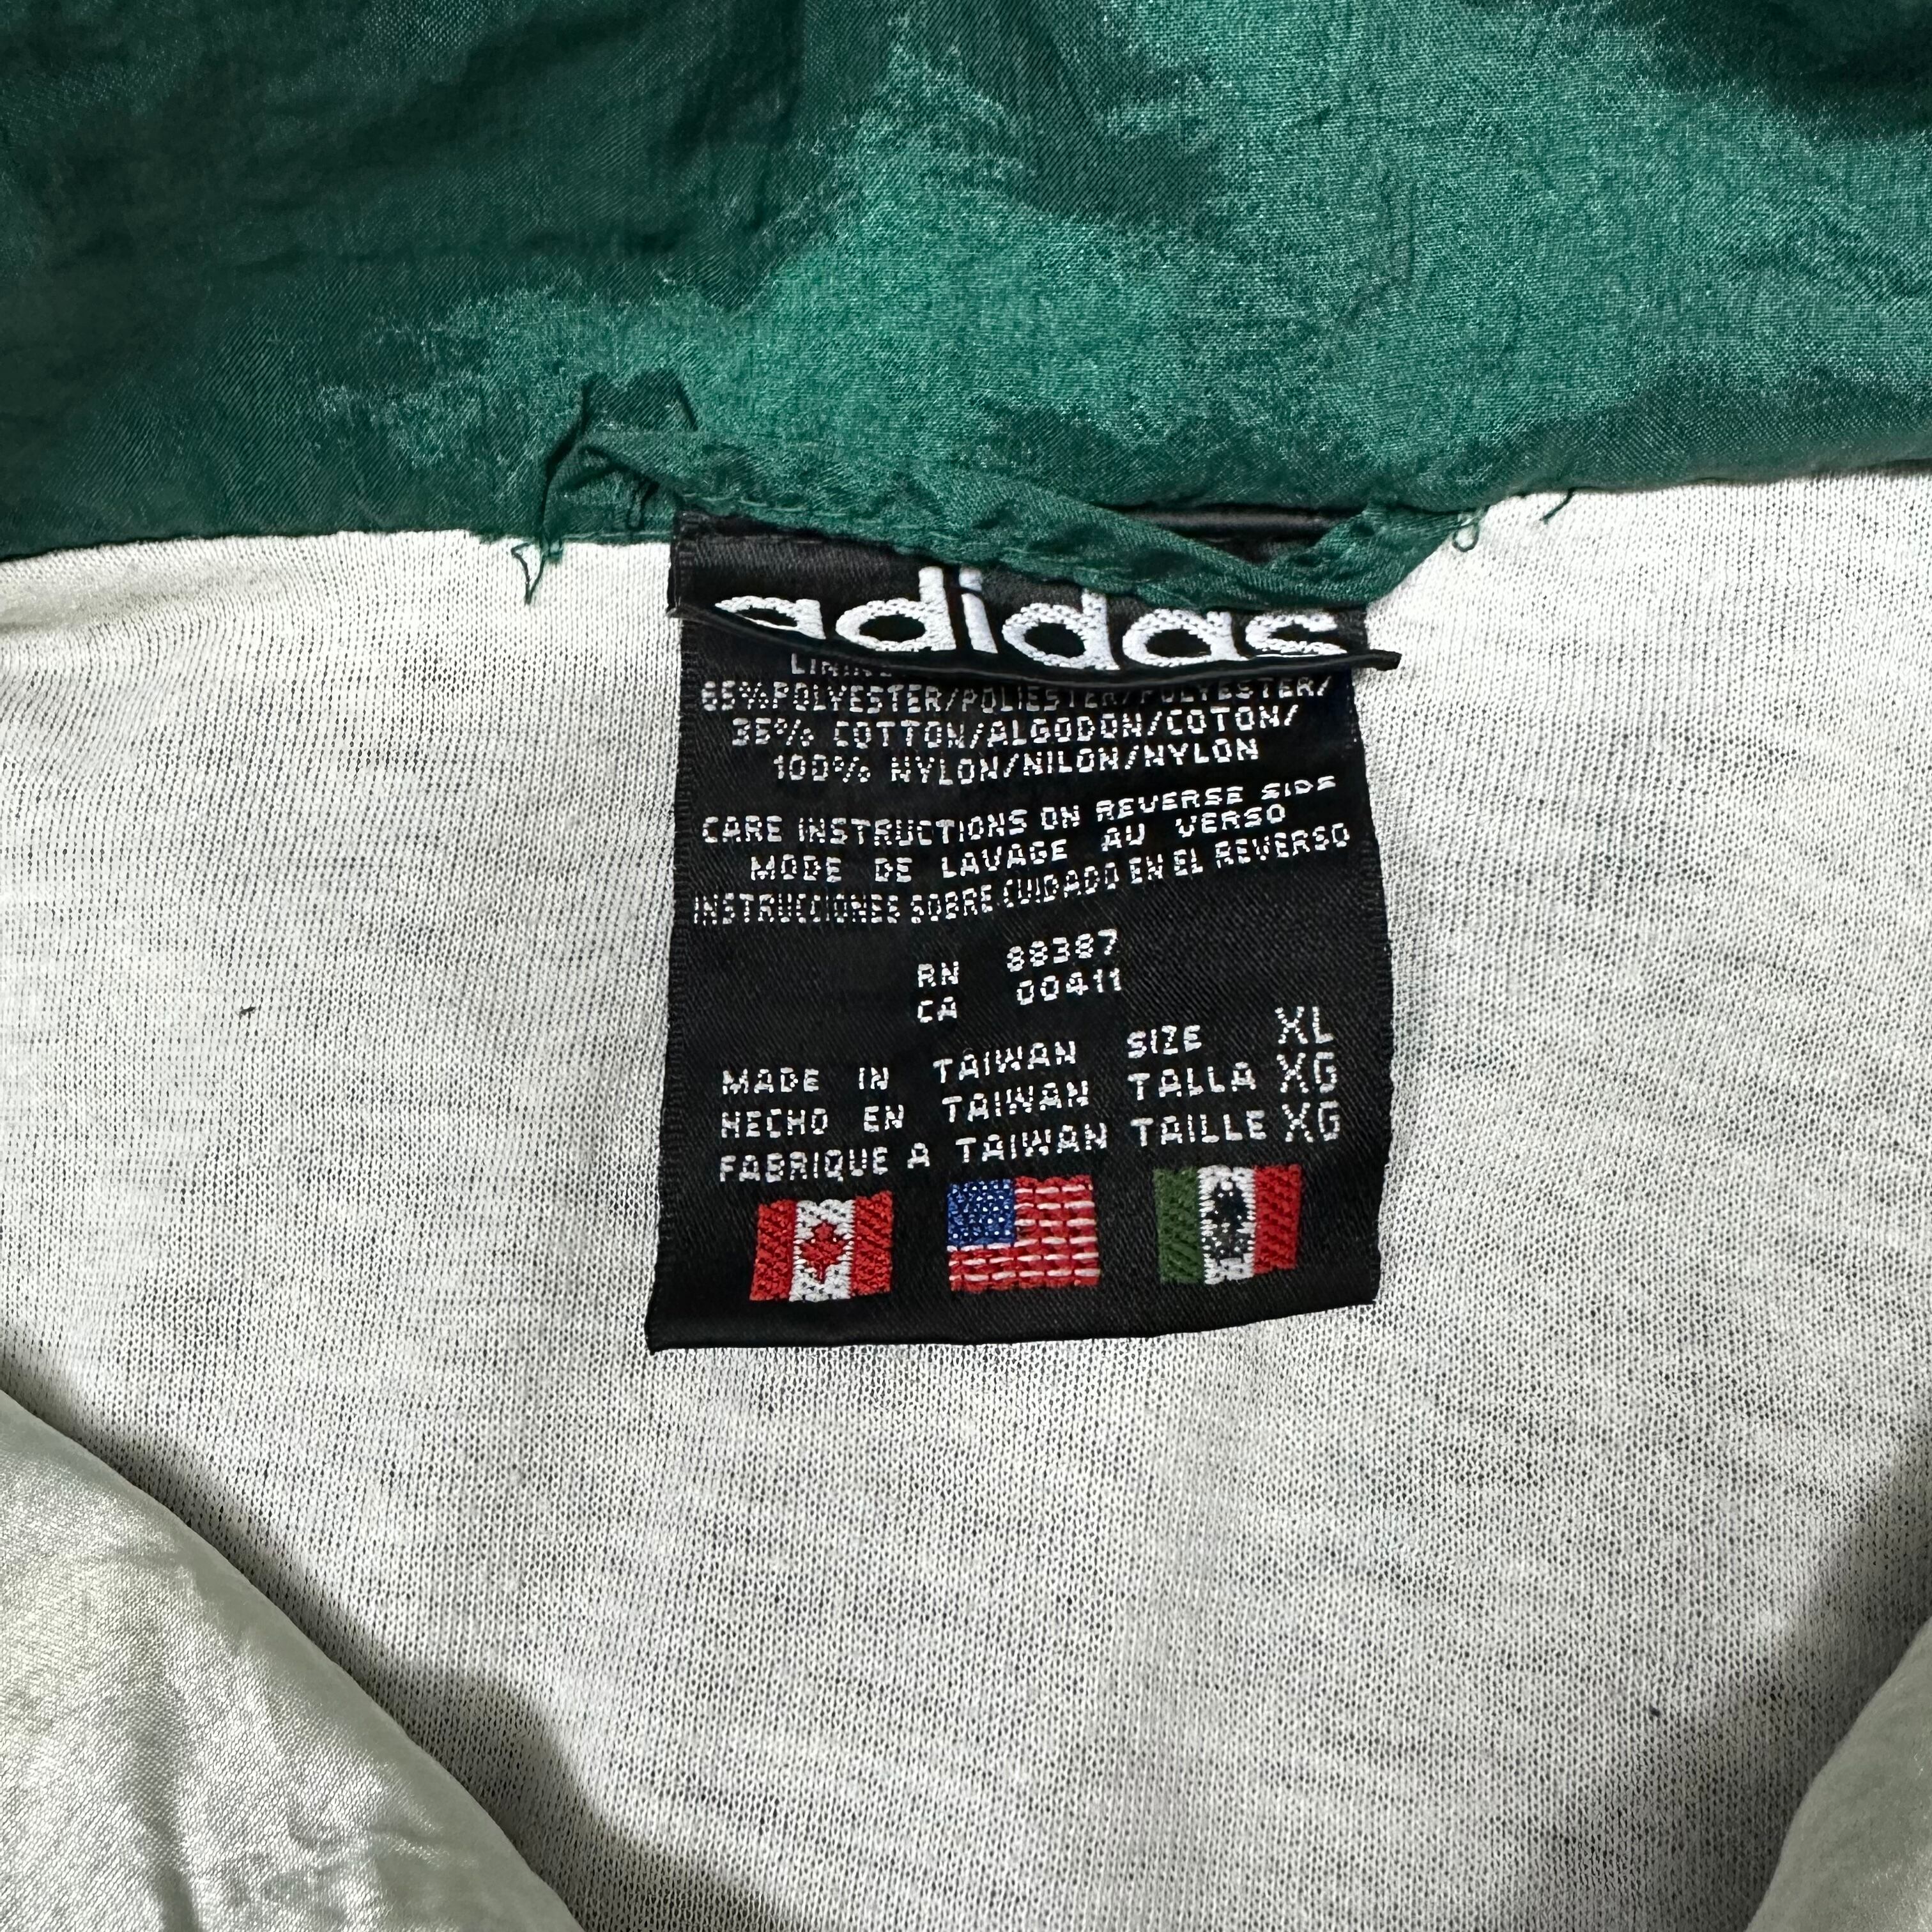 adidas
65% POLYESTER/POLIESTER/POLYESTER/
35% COTTON/ALGODON/COTON/
100% NYLON/NILON/NYLON
CARE INSTRUCTIONS ON REVERSE SIDE
MODE DE LAVAGE AU VERSO
INSTRUCCIONES SOBRE CUIDADO EN EL REVERSO
RN 88387
CA 00411
MADE IN TAIWAN SIZE XL
HECHO EN TAIWAN TALLA XG
FABRIQUE A TAIWAN TAILLE XG